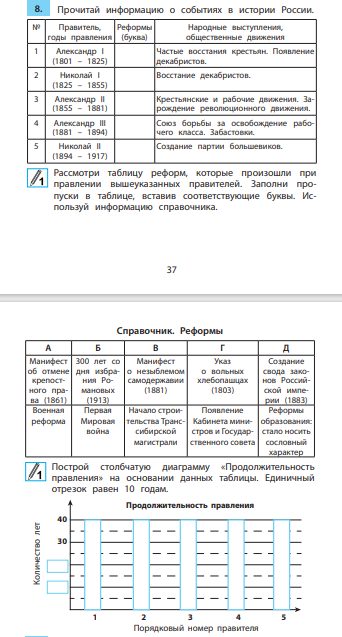 8. Прочитай информацию о событиях в истории России.
№ Правитель, годы правления Реформы (буква) Народные выступления, общественные движения
1 Александр I (1801 – 1825) Частые восстания крестьян. Появление декабристов.
2 Николай I (1825 – 1855) Восстание декабристов.
3 Александр II (1855 – 1881) Крестьянские и рабочие движения. Зарождение революционного движения.
4 Александр III (1881 – 1894) Союз борьбы за освобождение рабочего класса. Забастовки.
5 Николай II (1894 – 1917) Создание партии большевиков.
1 Рассмотри таблицу реформ, которые произошли при
правлении вышеуказанных правителей. Заполни про-
пуски в таблице, вставив соответствующие буквы. Ис-
пользуй информацию справочника.
37
Справочник. Реформы
А Б В Г Д
Манифест об отмене крепостного права (1861) 300 лет со дня избрания Романовых (1913) Манифест о незыблемом самодержавии (1881) Указ о вольных хлебопашцах (1803) Создание свода законов Российской империи (1883)
Военная реформа Первая Мировая война Начало строительства Транссибирской магистрали Появление Кабинета министров и Государственного совета Реформы образования: стало носить сословный характер
1 Построй столбчатую диаграмму «Продолжительность
правления» на основании данных таблицы. Единичный
отрезок равен 10 годам.
Продолжительность правления
Количество лет
40
30
1 2 3 4 5
Порядковый номер правителя